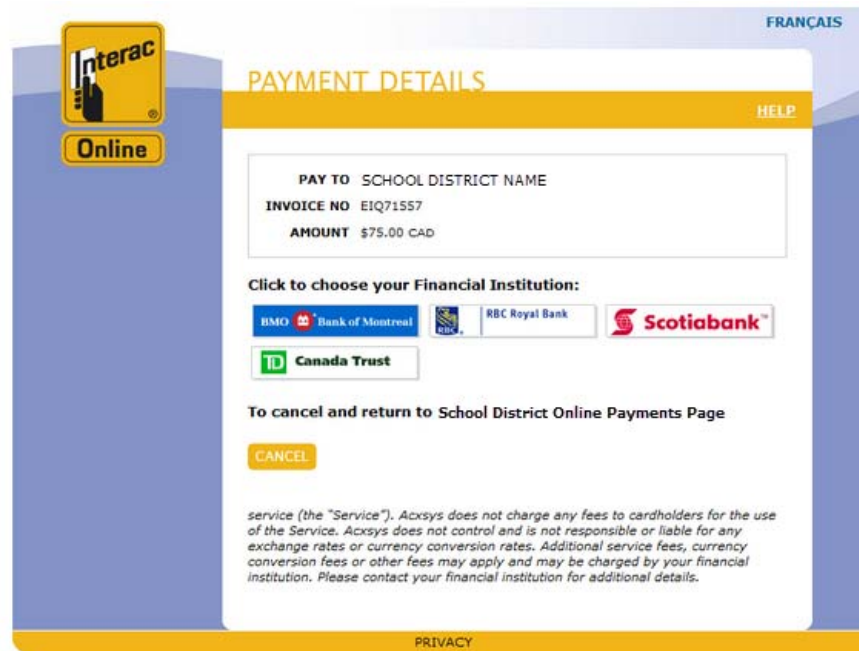 FRANÇAIS
Interac
®
Online
PAYMENT DETAILS
HELP
PAY TO SCHOOL DISTRICT NAME
INVOICE NO EIQ71557
AMOUNT $75.00 CAD
Click to choose your Financial Institution:
BMO Bank of Montreal RBC RBC Royal Bank Scotiabank™
TD Canada Trust
To cancel and return to School District Online Payments Page
CANCEL
service (the "Service"). Acxsys does not charge any fees to cardholders for the use
of the Service. Acxsys does not control and is not responsible or liable for any
exchange rates or currency conversion rates. Additional service fees, currency
conversion fees or other fees may apply and may be charged by your financial
institution. Please contact your financial institution for additional details.
PRIVACY